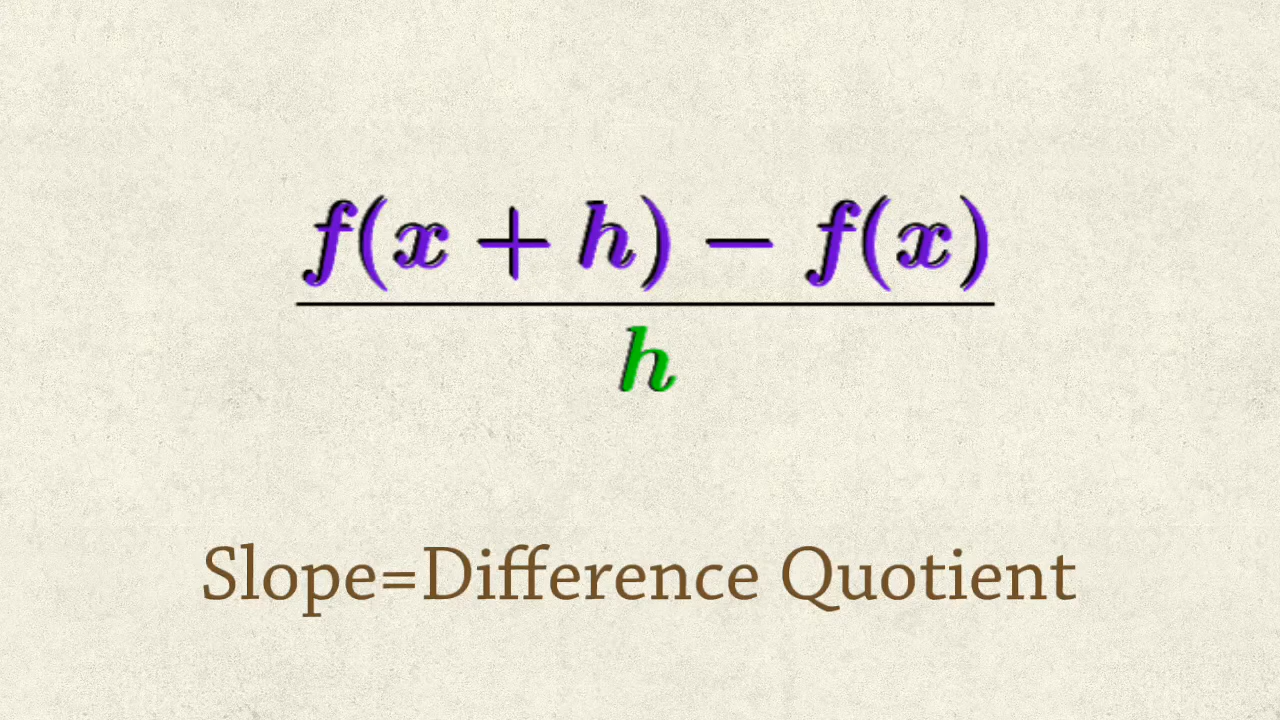 f(x + h) − f(x)
h
Slope=Difference Quotient